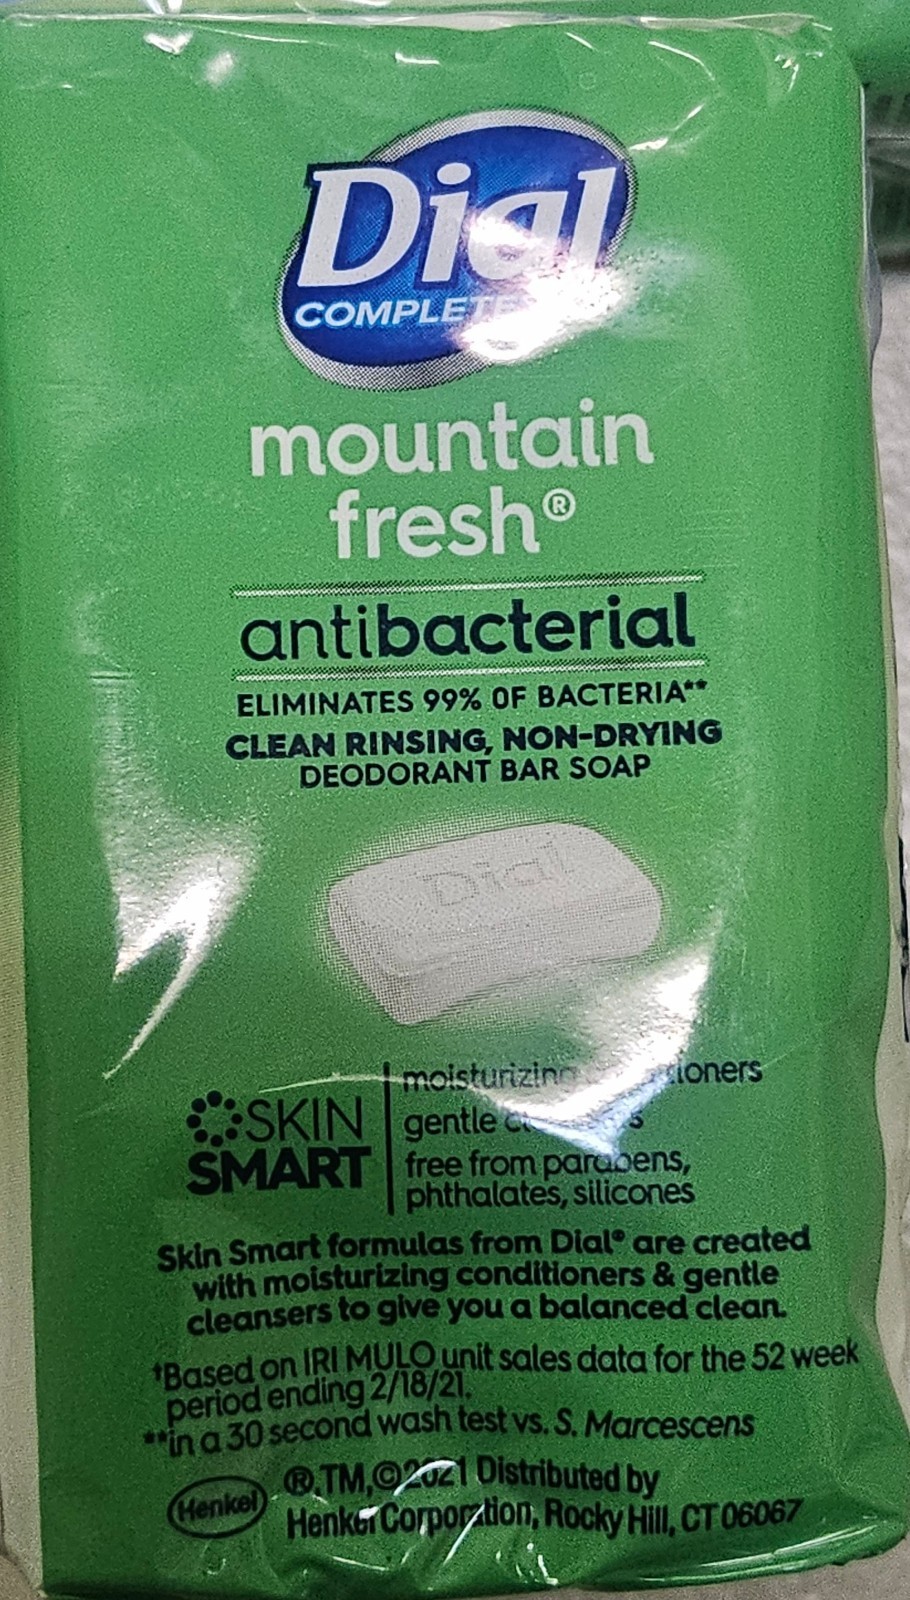 Dial
COMPLETE
mountain
fresh®
antibacterial
ELIMINATES 99% OF BACTERIA**
CLEAN RINSING, NON-DRYING
DEODORANT BAR SOAP
Dial
SKIN
SMART
moisturizing
gentle
free from parabens,
phthalates, silicones
Skin Smart formulas from Dial® are created
with moisturizing conditioners & gentle
cleansers to give you a balanced clean.
†Based on IRI MULO unit sales data for the 52 week
period ending 2/18/21.
**in a 30 second wash test vs. S. Marcescens
Henkel
®,TM,©2021 Distributed by
Henkel Corporation, Rocky Hill, CT 06067